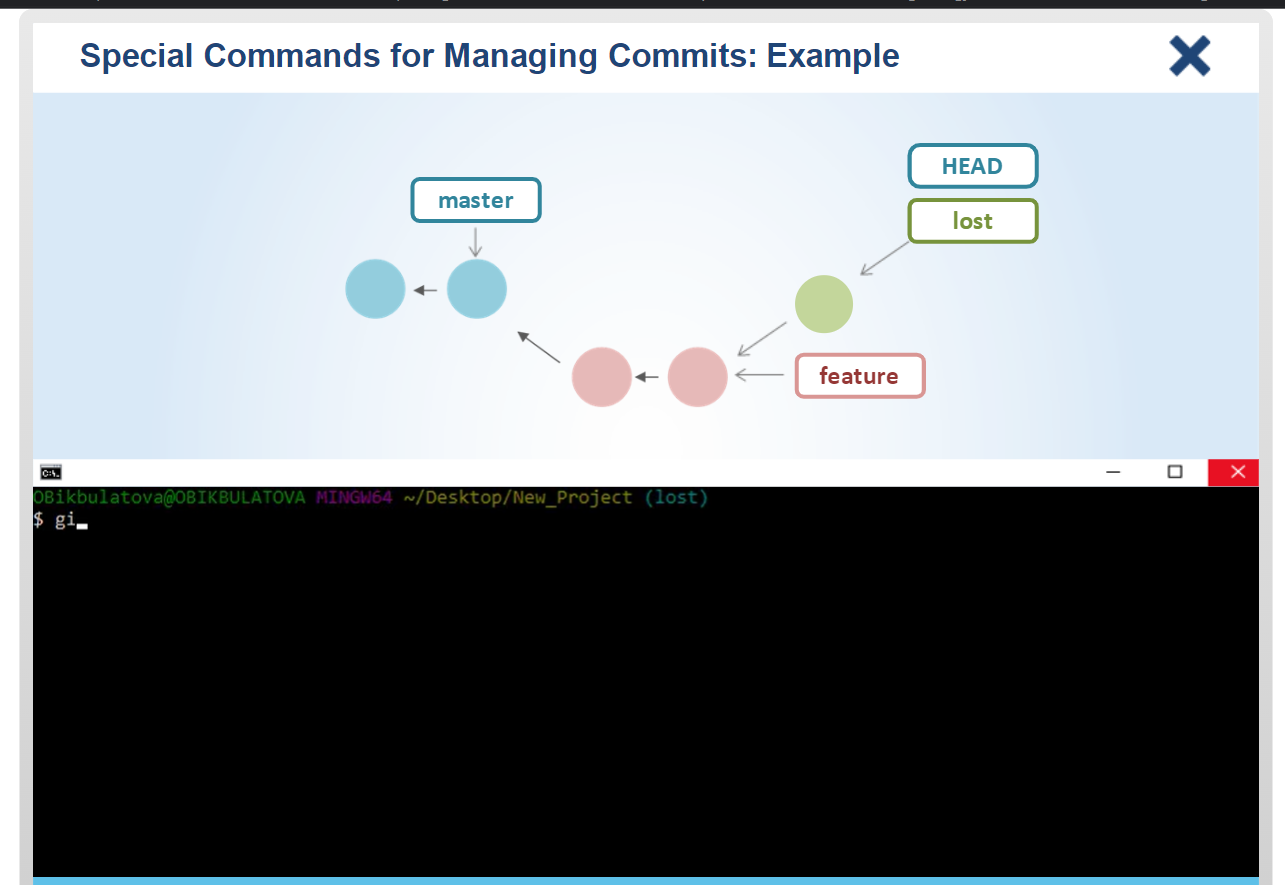 Special Commands for Managing Commits: Example
HEAD
master
lost
feature
C:\.
OBikbulatova@OBIKBULATOVA MINGW64 ~/Desktop/New_Project (lost)
$ gi